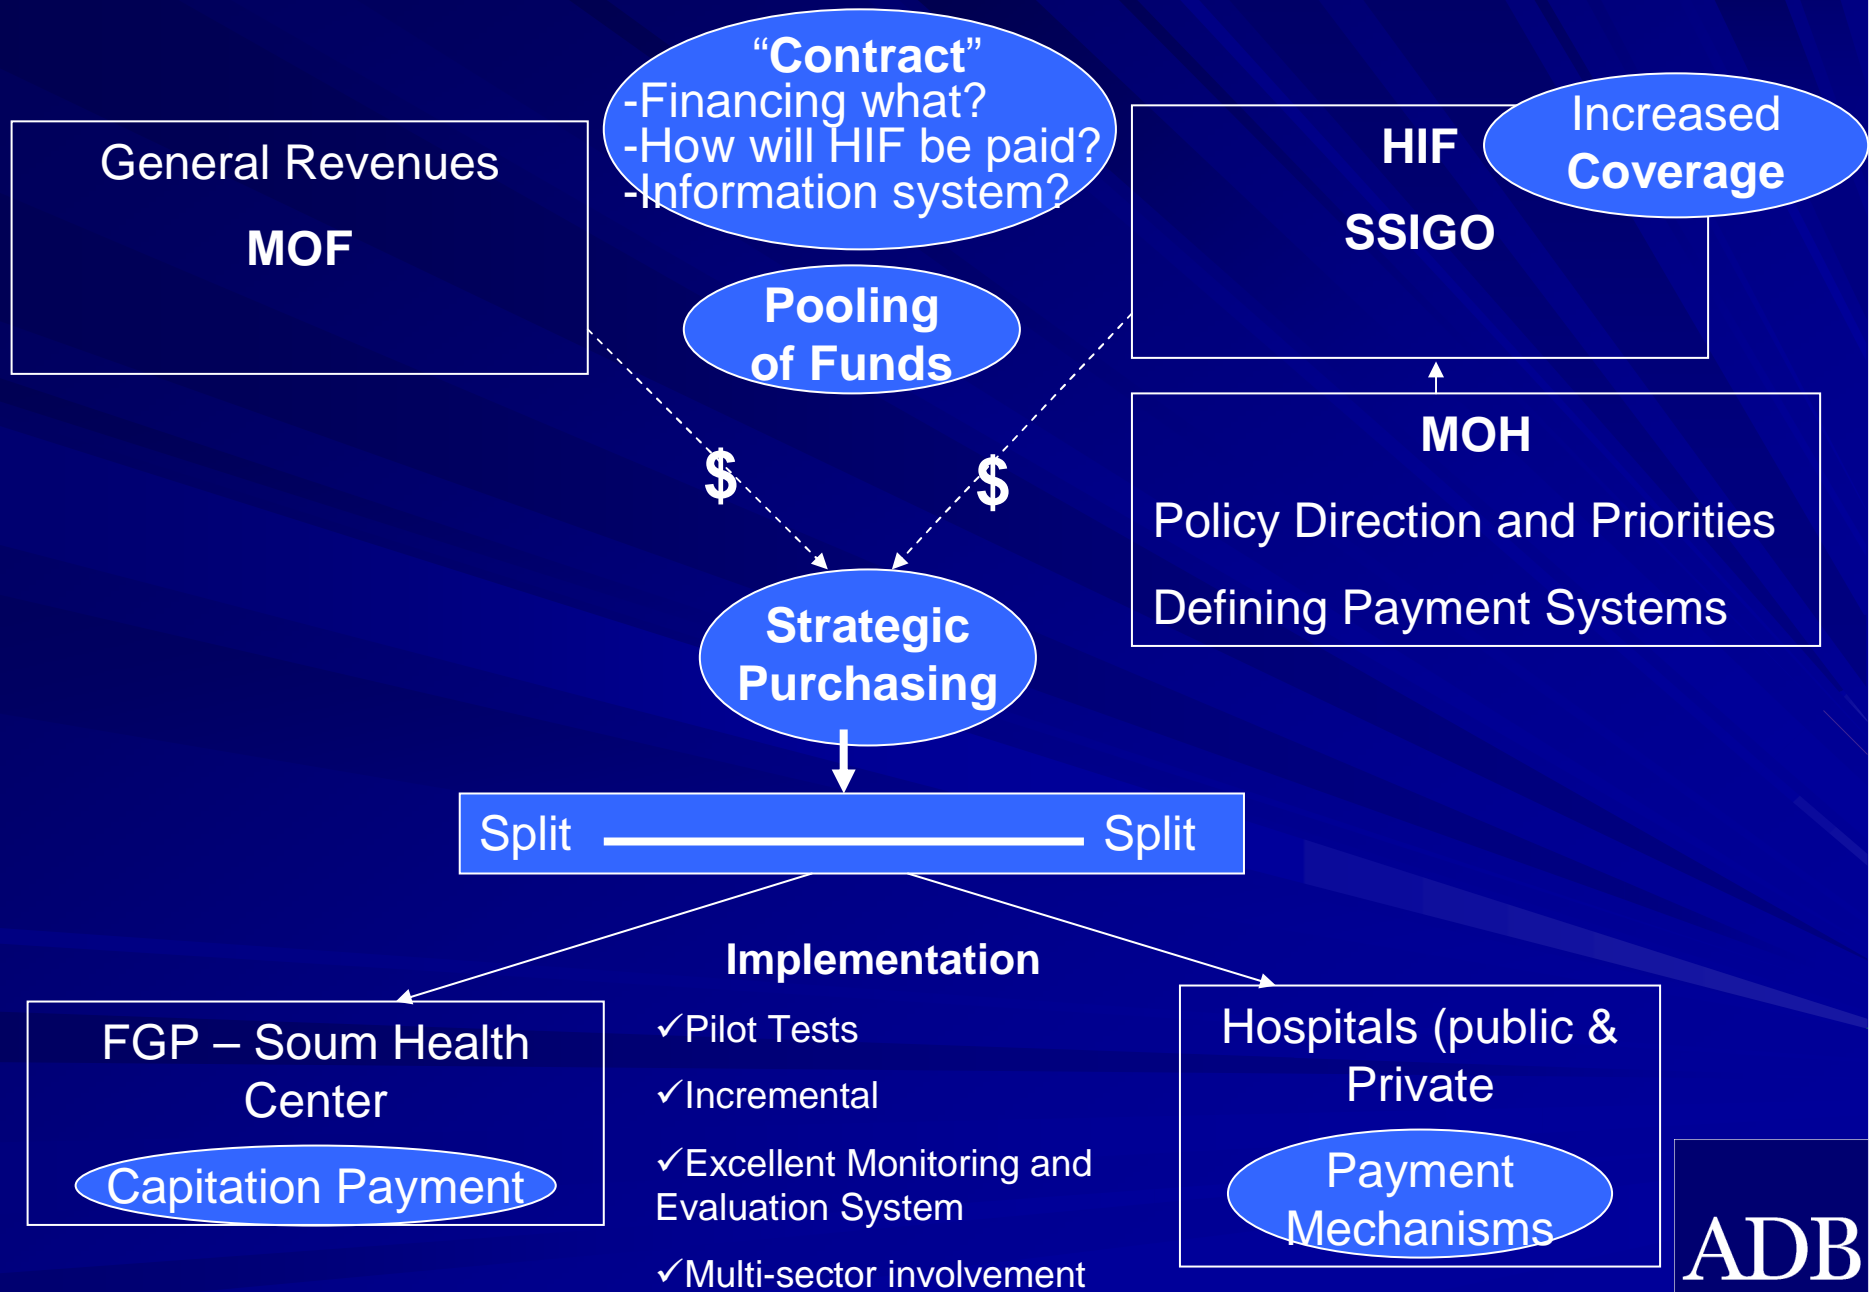 “Contract”
-Financing what?
-How will HIF be paid?
-Information system?
General Revenues
MOF
HIF
SSIGO
Increased
Coverage
Pooling
of Funds
$
$
MOH
Policy Direction and Priorities
Defining Payment Systems
Strategic
Purchasing
Split
Split
Implementation
✓Pilot Tests
✓Incremental
✓Excellent Monitoring and
Evaluation System
✓Multi-sector involvement
FGP – Soum Health
Center
Capitation Payment
Hospitals (public &
Private
Payment
Mechanisms
ADB